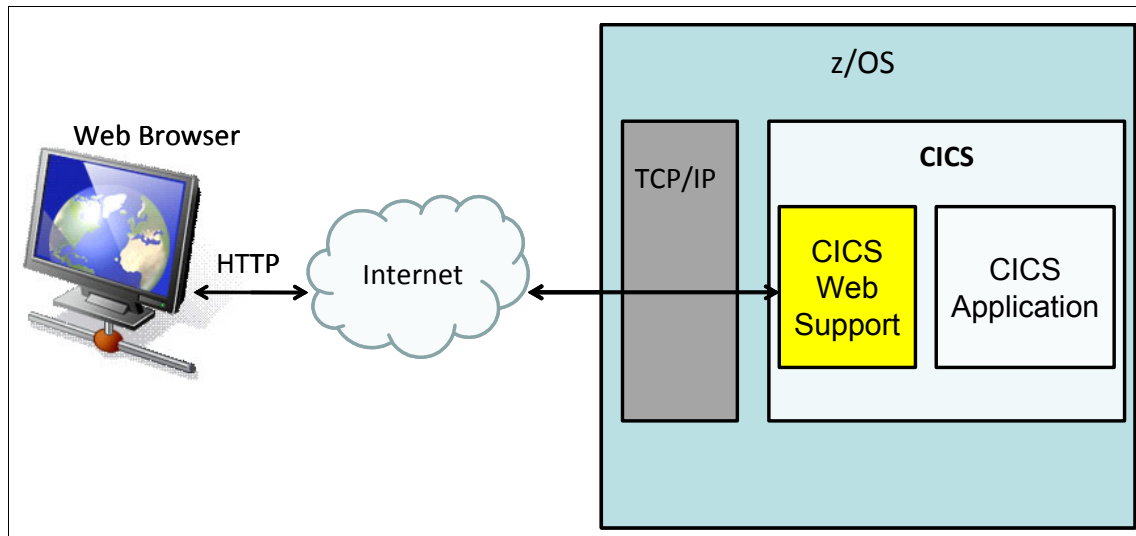 Web Browser
HTTP
Internet
z/OS
TCP/IP
CICS
CICS
Web
Support
CICS
Application